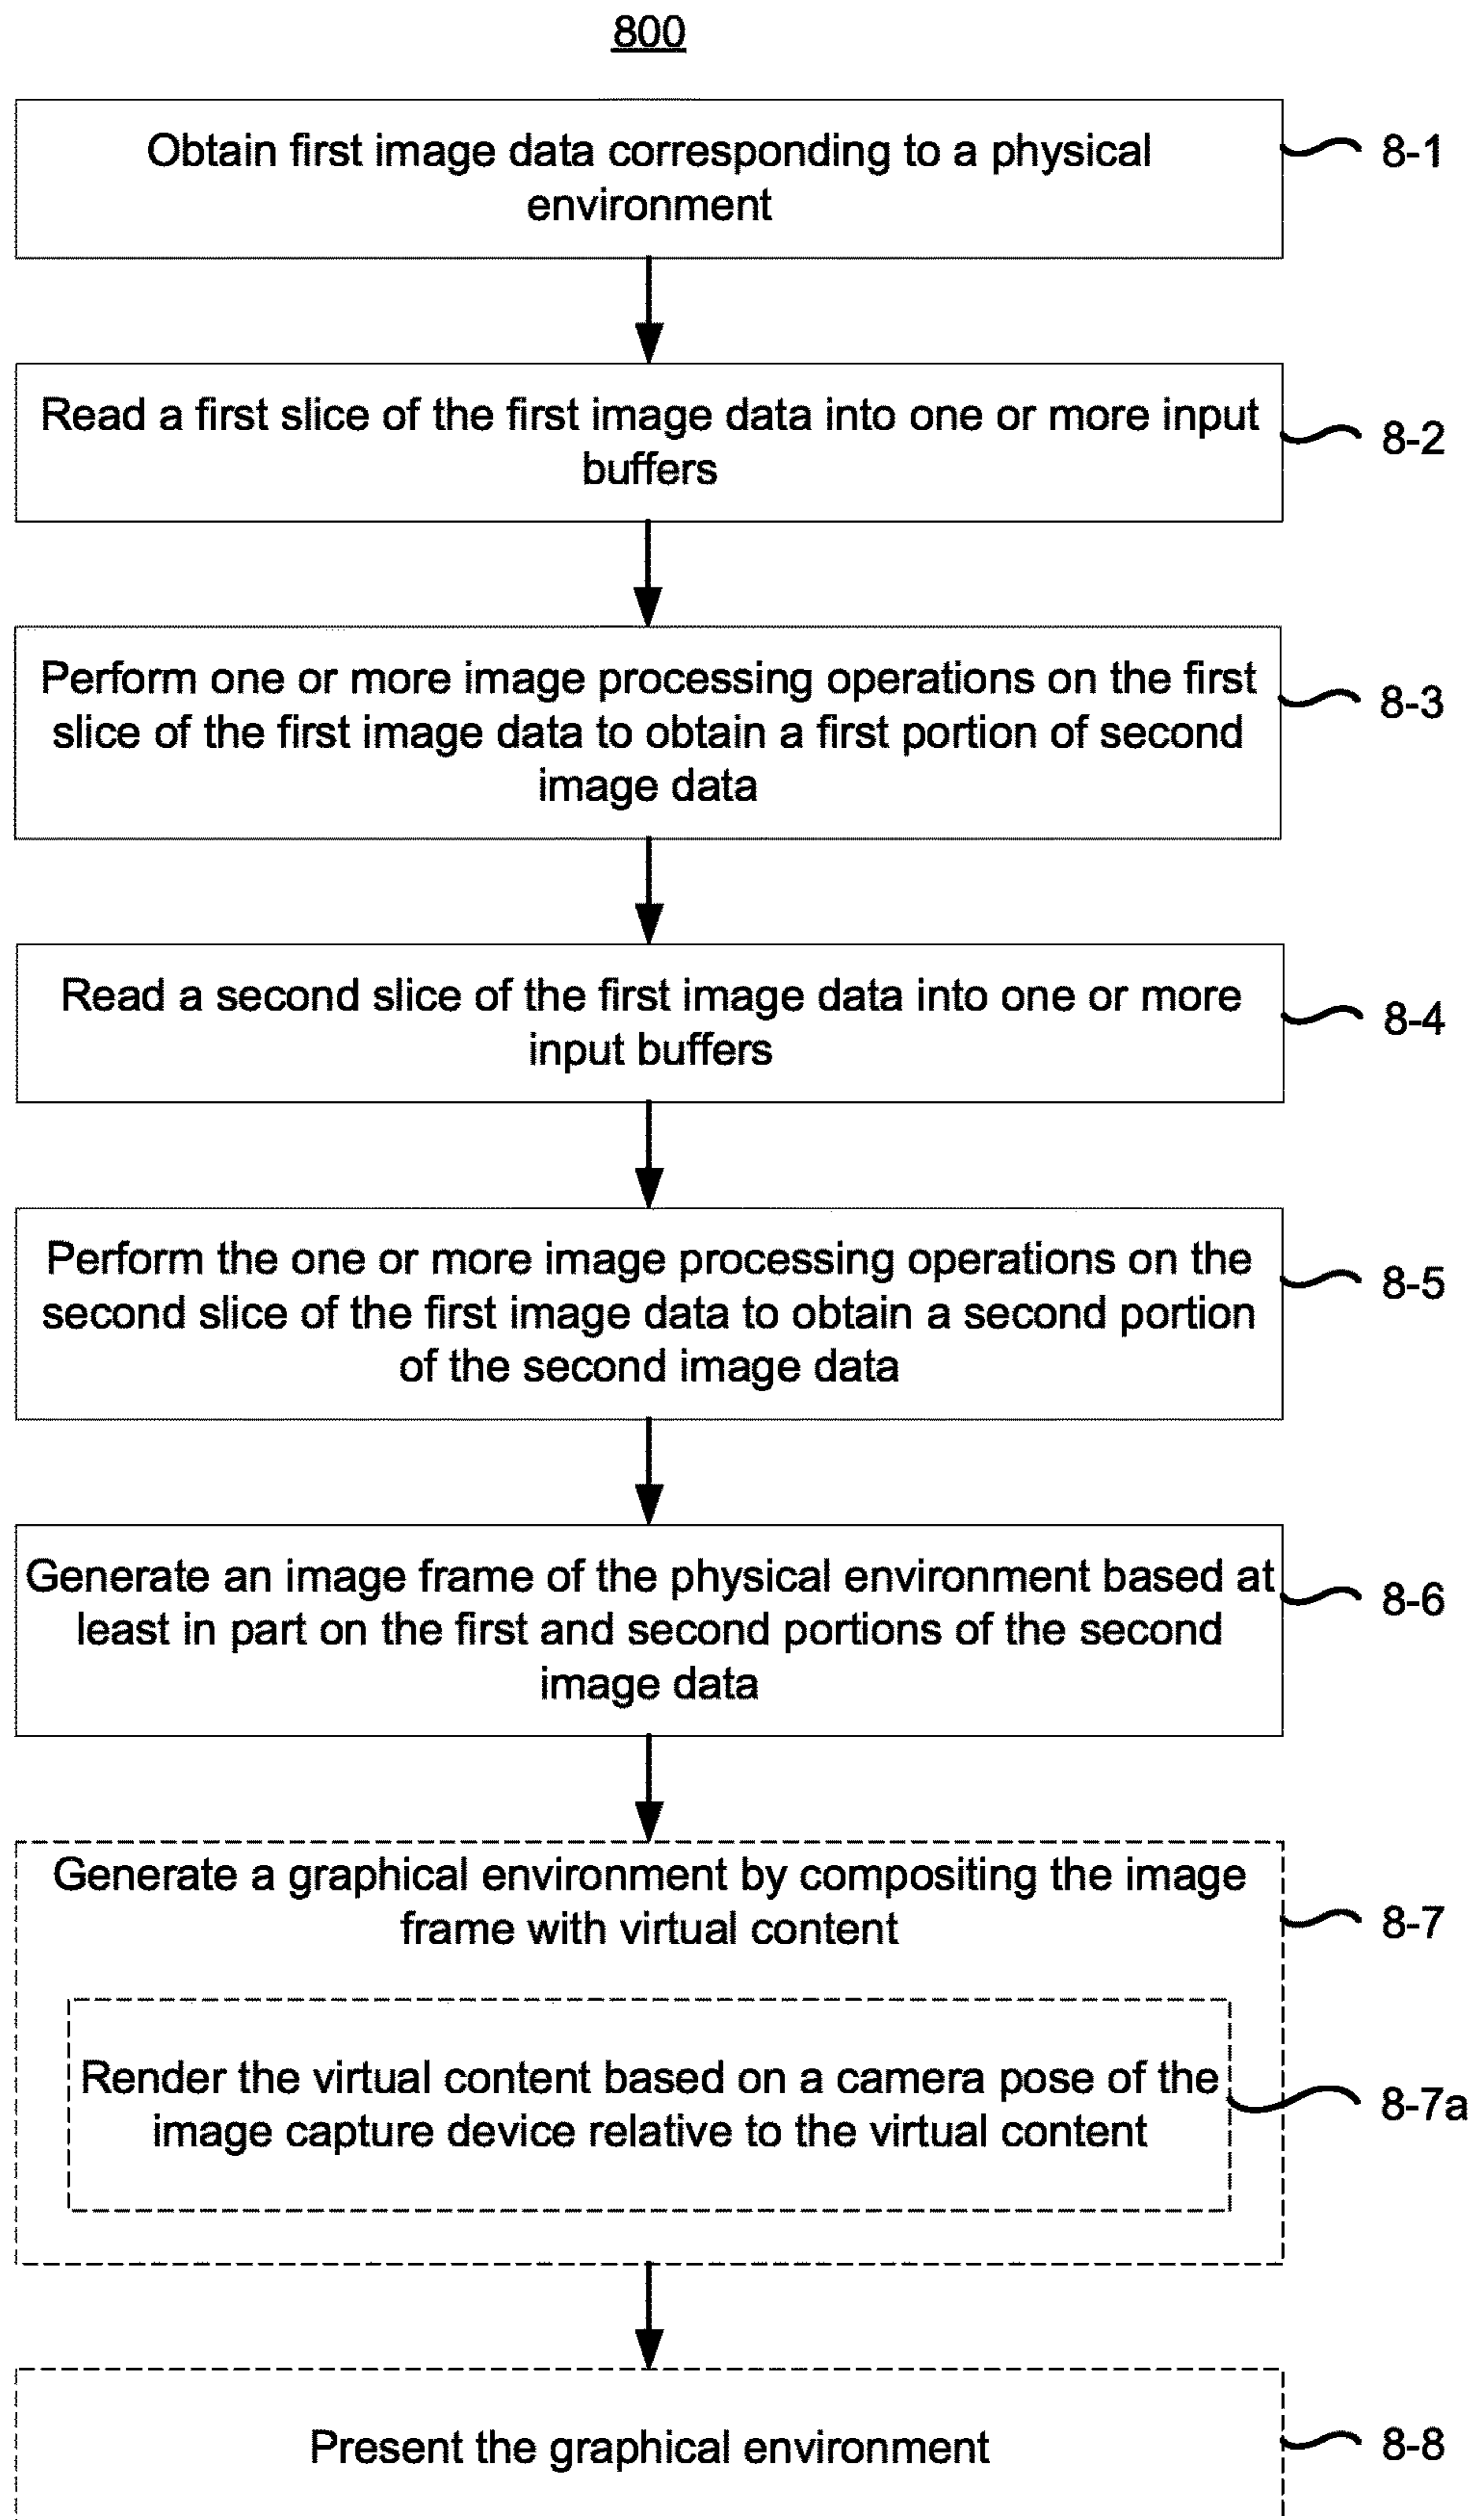 800
Obtain first image data corresponding to a physical
environment
8-1
Read a first slice of the first image data into one or more input
buffers
8-2
Perform one or more image processing operations on the first
slice of the first image data to obtain a first portion of second
image data
8-3
Read a second slice of the first image data into one or more
input buffers
8-4
Perform the one or more image processing operations on the
second slice of the first image data to obtain a second portion
of the second image data
8-5
Generate an image frame of the physical environment based at
least in part on the first and second portions of the second
image data
8-6
Generate a graphical environment by compositing the image
frame with virtual content
8-7
Render the virtual content based on a camera pose of the
image capture device relative to the virtual content
8-7a
Present the graphical environment
8-8